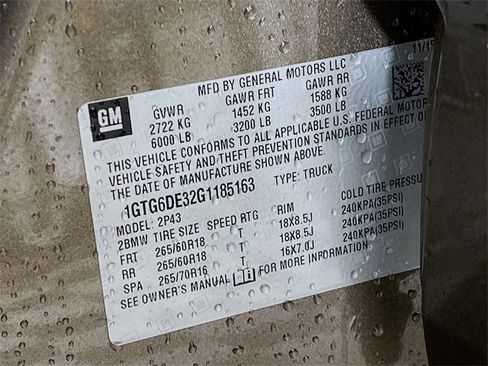 GM
MFD BY GENERAL MOTORS LLC
11/1
GVWR GAWR FRT GAWR RR
2722 KG 1452 KG 1588 KG
6000 LB 3200 LB 3500 LB
THIS VEHICLE CONFORMS TO ALL APPLICABLE U.S. FEDERAL MOTOR
VEHICLE SAFETY AND THEFT PREVENTION STANDARDS IN EFFECT O
THE DATE OF MANUFACTURE SHOWN ABOVE.
1GTG6DE32G1185163 TYPE: TRUCK
MODEL: 2P43
2BMW TIRE SIZE SPEED RTG RIM COLD TIRE PRESSU
FRT 265/60R18 T 18X8.5J 240KPA(35PSI)
RR 265/60R18 T 18X8.5J 240KPA(35PSI)
SPA 265/70R16 T 16X7.0J 240KPA(35PSI)
SEE OWNER'S MANUAL FOR MORE INFORMATION.